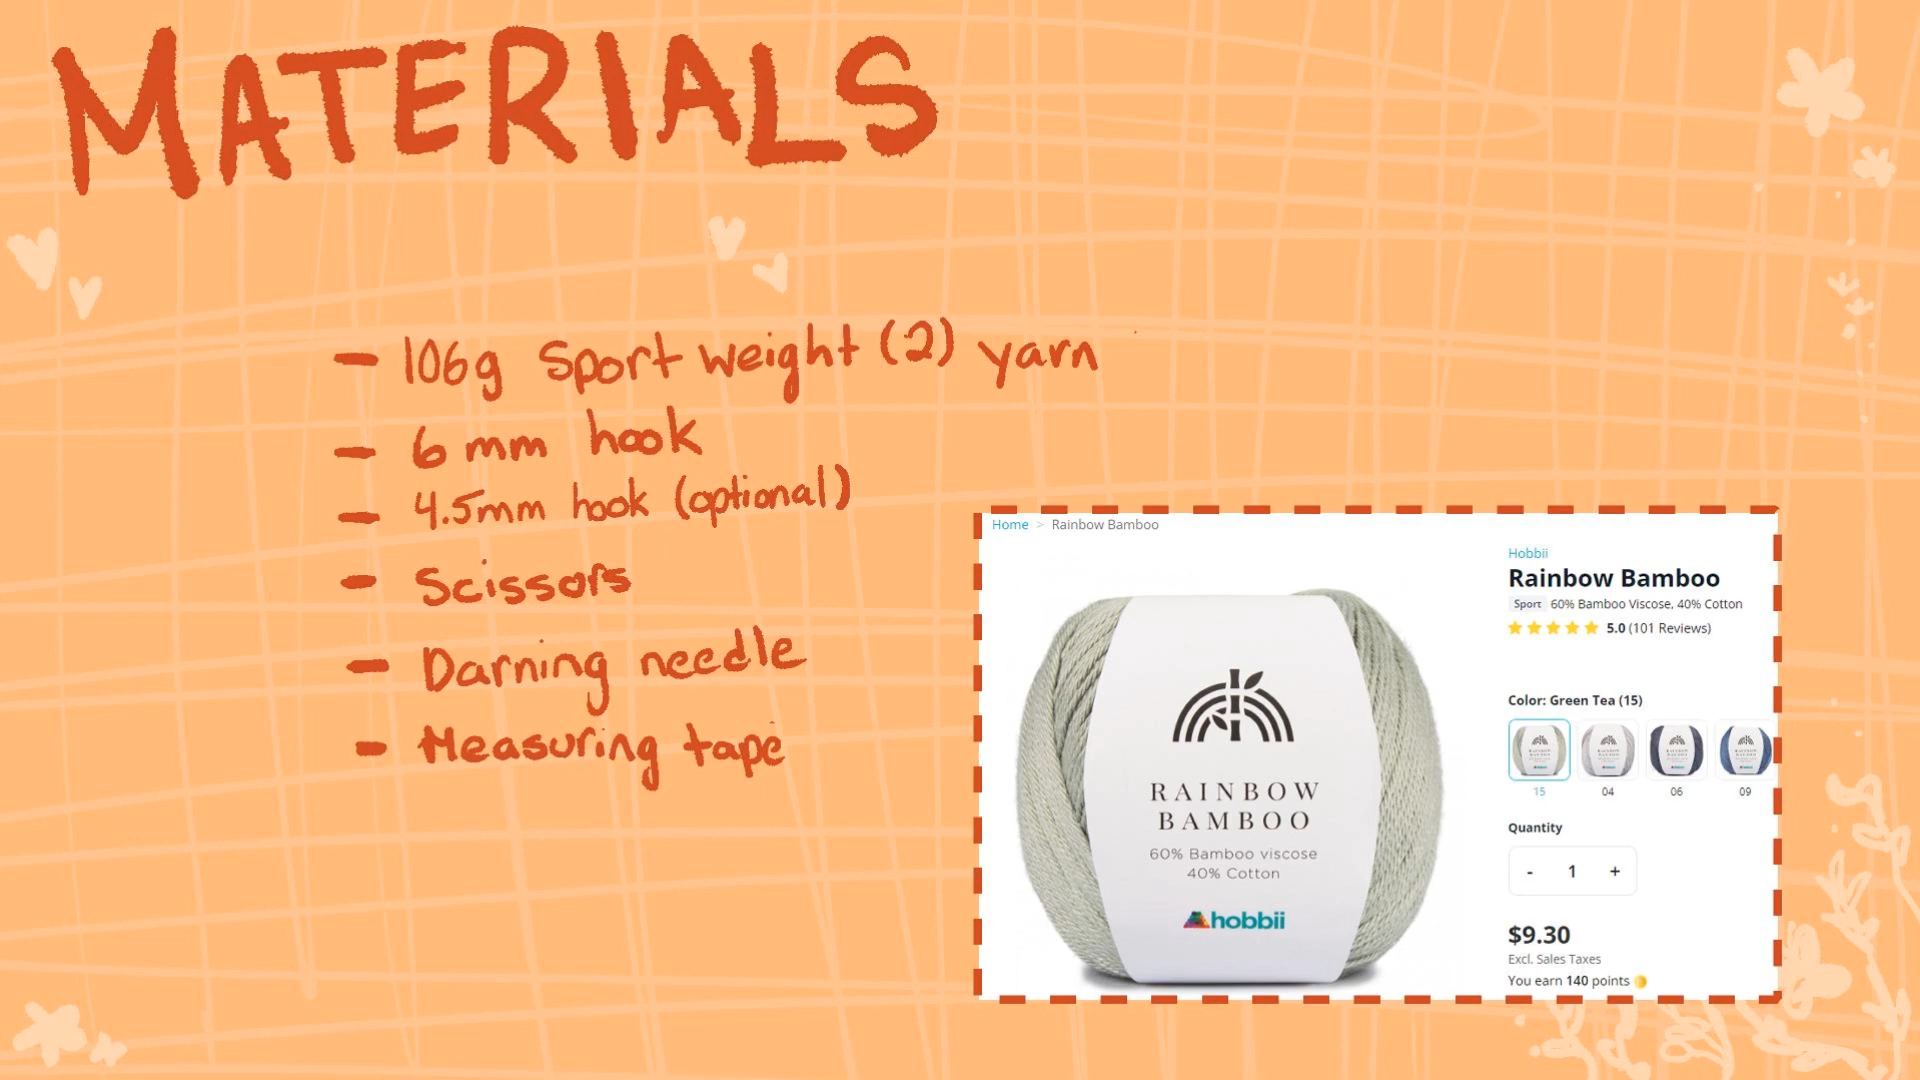 MATERIALS
- 106g Sport weight (2) yarn
- 6 mm hook
- 4.5mm hook (optional)
- Scissors
- Darning needle
- Measuring tape
Home > Rainbow Bamboo
RAINBOW
BAMBOO
60% Bamboo viscose
40% Cotton
hobbii
Hobbii
Rainbow Bamboo
Sport 60% Bamboo Viscose, 40% Cotton
5.0 (101 Reviews)
Color: Green Tea (15)
15 04 06 09
Quantity
- 1 +
$9.30
Excl. Sales Taxes
You earn 140 points